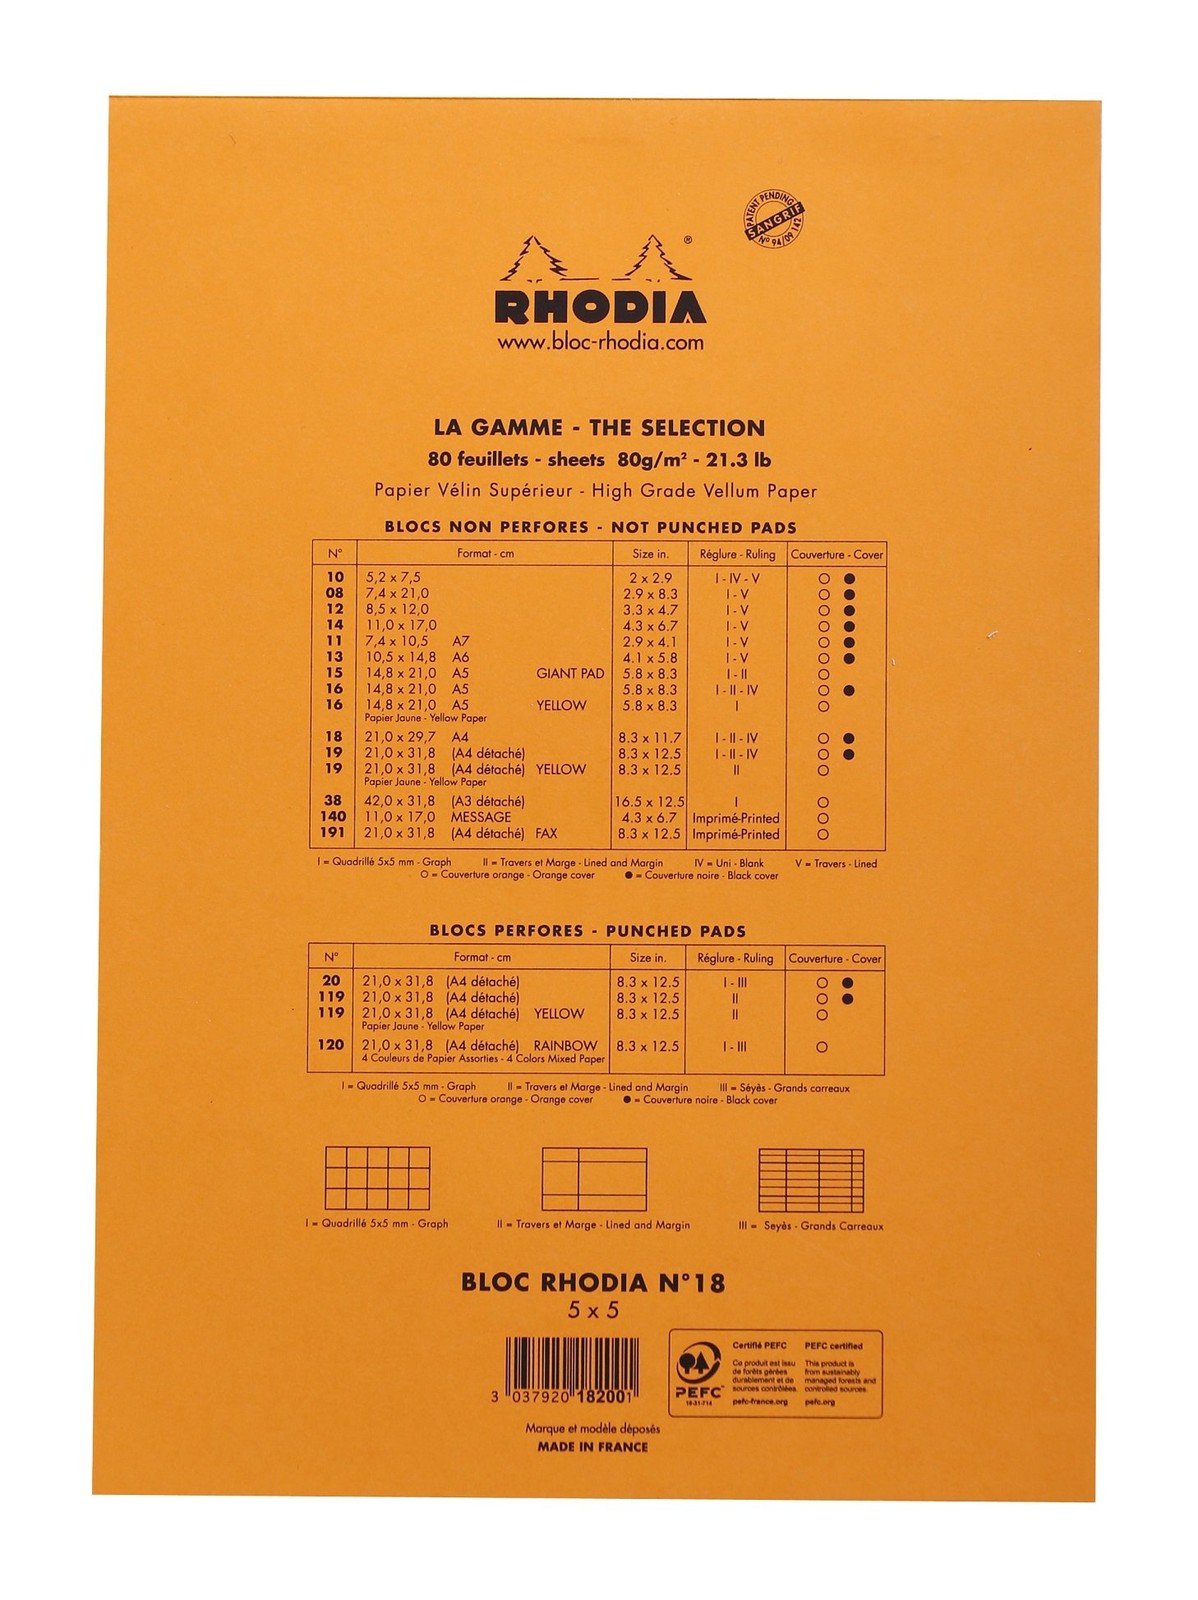 PATENT PENDING
SANGRIF
N° 94/09 142
®
RHODIA
www.bloc-rhodia.com
LA GAMME - THE SELECTION
80 feuillets - sheets 80g/m² - 21.3 lb
Papier Vélin Supérieur - High Grade Vellum Paper
BLOCS NON PERFORES - NOT PUNCHED PADS
N° Format - cm Size in. Réglure - Ruling Couverture - Cover
10 5,2 x 7,5 2 x 2.9 I - IV - V ○ ●
08 7,4 x 21,0 2.9 x 8.3 I - V ○ ●
12 8,5 x 12,0 3.3 x 4.7 I - V ○ ●
14 11,0 x 17,0 4.3 x 6.7 I - V ○ ●
11 7,4 x 10,5 A7 2.9 x 4.1 I - V ○ ●
13 10,5 x 14,8 A6 4.1 x 5.8 I - V ○ ●
15 14,8 x 21,0 A5 GIANT PAD 5.8 x 8.3 I - II ○
16 14,8 x 21,0 A5 5.8 x 8.3 I - II - IV ○ ●
16 14,8 x 21,0 A5 YELLOW 5.8 x 8.3 I ○
Papier Jaune - Yellow Paper
18 21,0 x 29,7 A4 8.3 x 11.7 I - II - IV ○ ●
19 21,0 x 31,8 (A4 détaché) 8.3 x 12.5 I - II - IV ○ ●
19 21,0 x 31,8 (A4 détaché) YELLOW 8.3 x 12.5 II ○
Papier Jaune - Yellow Paper
38 42,0 x 31,8 (A3 détaché) 16.5 x 12.5 I ○
140 11,0 x 17,0 MESSAGE 4.3 x 6.7 Imprimé-Printed ○
191 21,0 x 31,8 (A4 détaché) FAX 8.3 x 12.5 Imprimé-Printed ○
I = Quadrillé 5x5 mm - Graph II = Travers et Marge - Lined and Margin IV = Uni - Blank V = Travers - Lined
○ = Couverture orange - Orange cover ● = Couverture noire - Black cover
BLOCS PERFORES - PUNCHED PADS
N° Format - cm Size in. Réglure - Ruling Couverture - Cover
20 21,0 x 31,8 (A4 détaché) 8.3 x 12.5 I - III ○ ●
119 21,0 x 31,8 (A4 détaché) 8.3 x 12.5 II ○ ●
119 21,0 x 31,8 (A4 détaché) YELLOW 8.3 x 12.5 II ○
Papier Jaune - Yellow Paper
120 21,0 x 31,8 (A4 détaché) RAINBOW 8.3 x 12.5 I - III ○
4 Couleurs de Papier Assorties - 4 Colors Mixed Paper
I = Quadrillé 5x5 mm - Graph II = Travers et Marge - Lined and Margin III = Séyès - Grands carreaux
○ = Couverture orange - Orange cover ● = Couverture noire - Black cover
I = Quadrillé 5x5 mm - Graph II = Travers et Marge - Lined and Margin III = Seyès - Grands Carreaux
BLOC RHODIA N°18
5 x 5
3 037920 182001
PEFC
10-31-714
Certifié PEFC
Ce produit est issu
de forêts gérées
durablement et de
sources contrôlées.
pefc-france.org
PEFC certified
This product is
from sustainably
managed forests and
controlled sources.
pefc.org
Marque et modèle déposés
MADE IN FRANCE